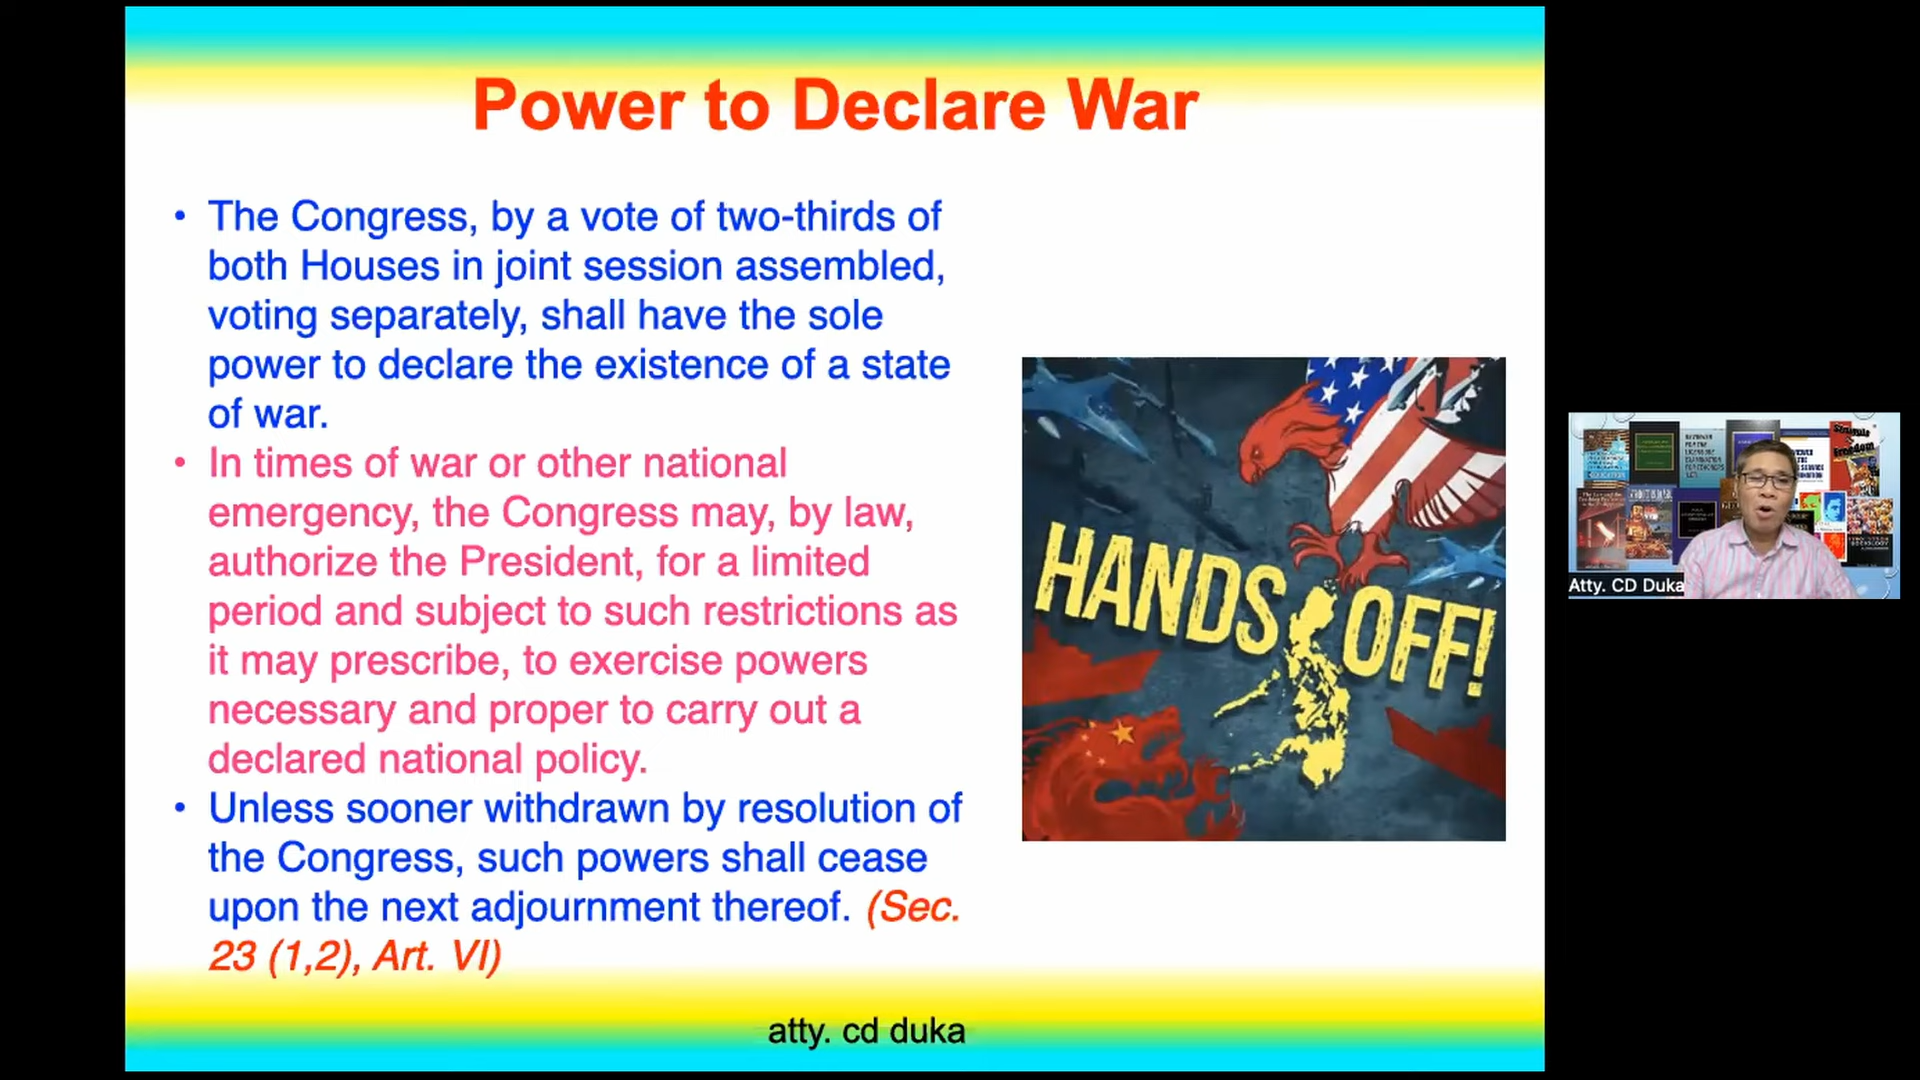 Power to Declare War
• The Congress, by a vote of two-thirds of
both Houses in joint session assembled,
voting separately, shall have the sole
power to declare the existence of a state
of war.
• In times of war or other national
emergency, the Congress may, by law,
authorize the President, for a limited
period and subject to such restrictions as
it may prescribe, to exercise powers
necessary and proper to carry out a
declared national policy.
• Unless sooner withdrawn by resolution of
the Congress, such powers shall cease
upon the next adjournment thereof. (Sec.
23 (1,2), Art. VI)
HANDS OFF!
atty. cd duka
Atty. CD Duka